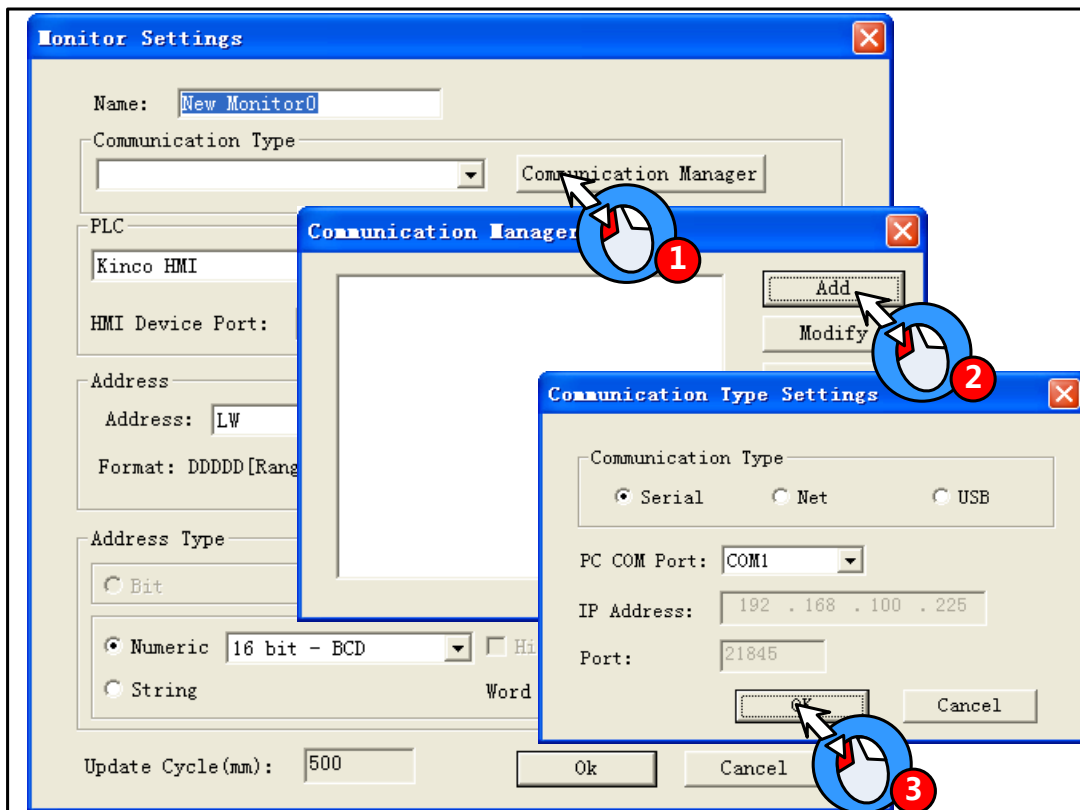 Monitor Settings
Name: New Monitor0
Communication Type
Communication Manager
PLC
Kinco HMI
HMI Device Port:
Address
Address: LW
Format: DDDDD[Rang
Address Type
Bit
Numeric 16 bit - BCD Hi
String Word
Update Cycle(mm): 500 Ok Cancel
Communication Manager
1
Add
Modify
2
Communication Type Settings
Communication Type
Serial Net USB
PC COM Port: COM1
IP Address: 192 . 168 . 100 . 225
Port: 21845
OK Cancel
3